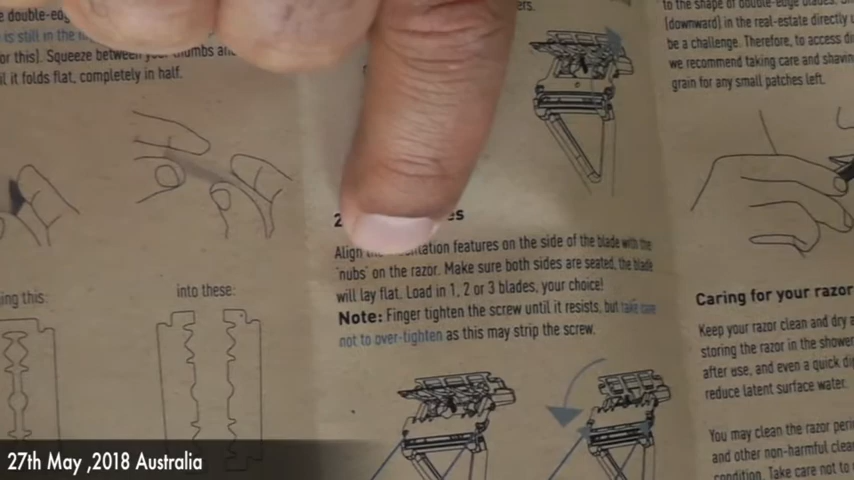 double-edg
is still in the
or this). Squeeze between your thumbs an
il it folds flat, completely in half.
ing this:
into these:
ers.
2
es
Align the orientation features on the side of the blade with the
'nubs' on the razor. Make sure both sides are seated, the blade
will lay flat. Load in 1, 2 or 3 blades, your choice!
Note: Finger tighten the screw until it resists, but take care
not to over-tighten as this may strip the screw.
to the shape of double-edge blades,
(downward) in the real-estate directly u
be a challenge. Therefore, to access di
we recommend taking care and shavin
grain for any small patches left.
Caring for your razor
Keep your razor clean and dry a
storing the razor in the shower
after use, and even a quick di
reduce latent surface water.
You may clean the razor peri
and other non-harmful clea
condition. Take care not to
27th May ,2018 Australia